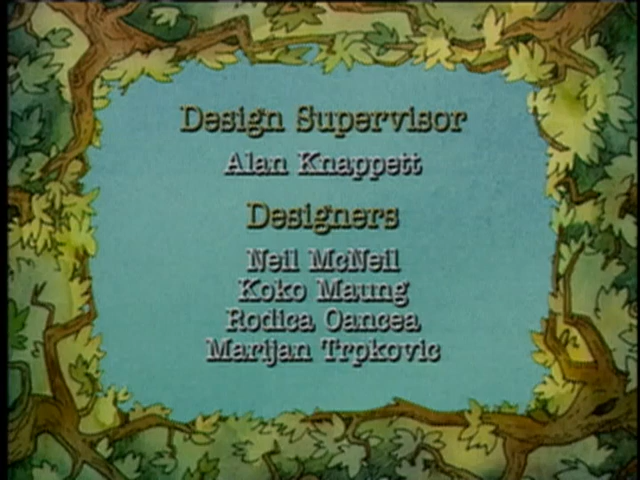 Design Supervisor
Alan Knappett
Designers
Neil McNeil
Koko Maung
Rodica Oancea
Marijan Trpkovic